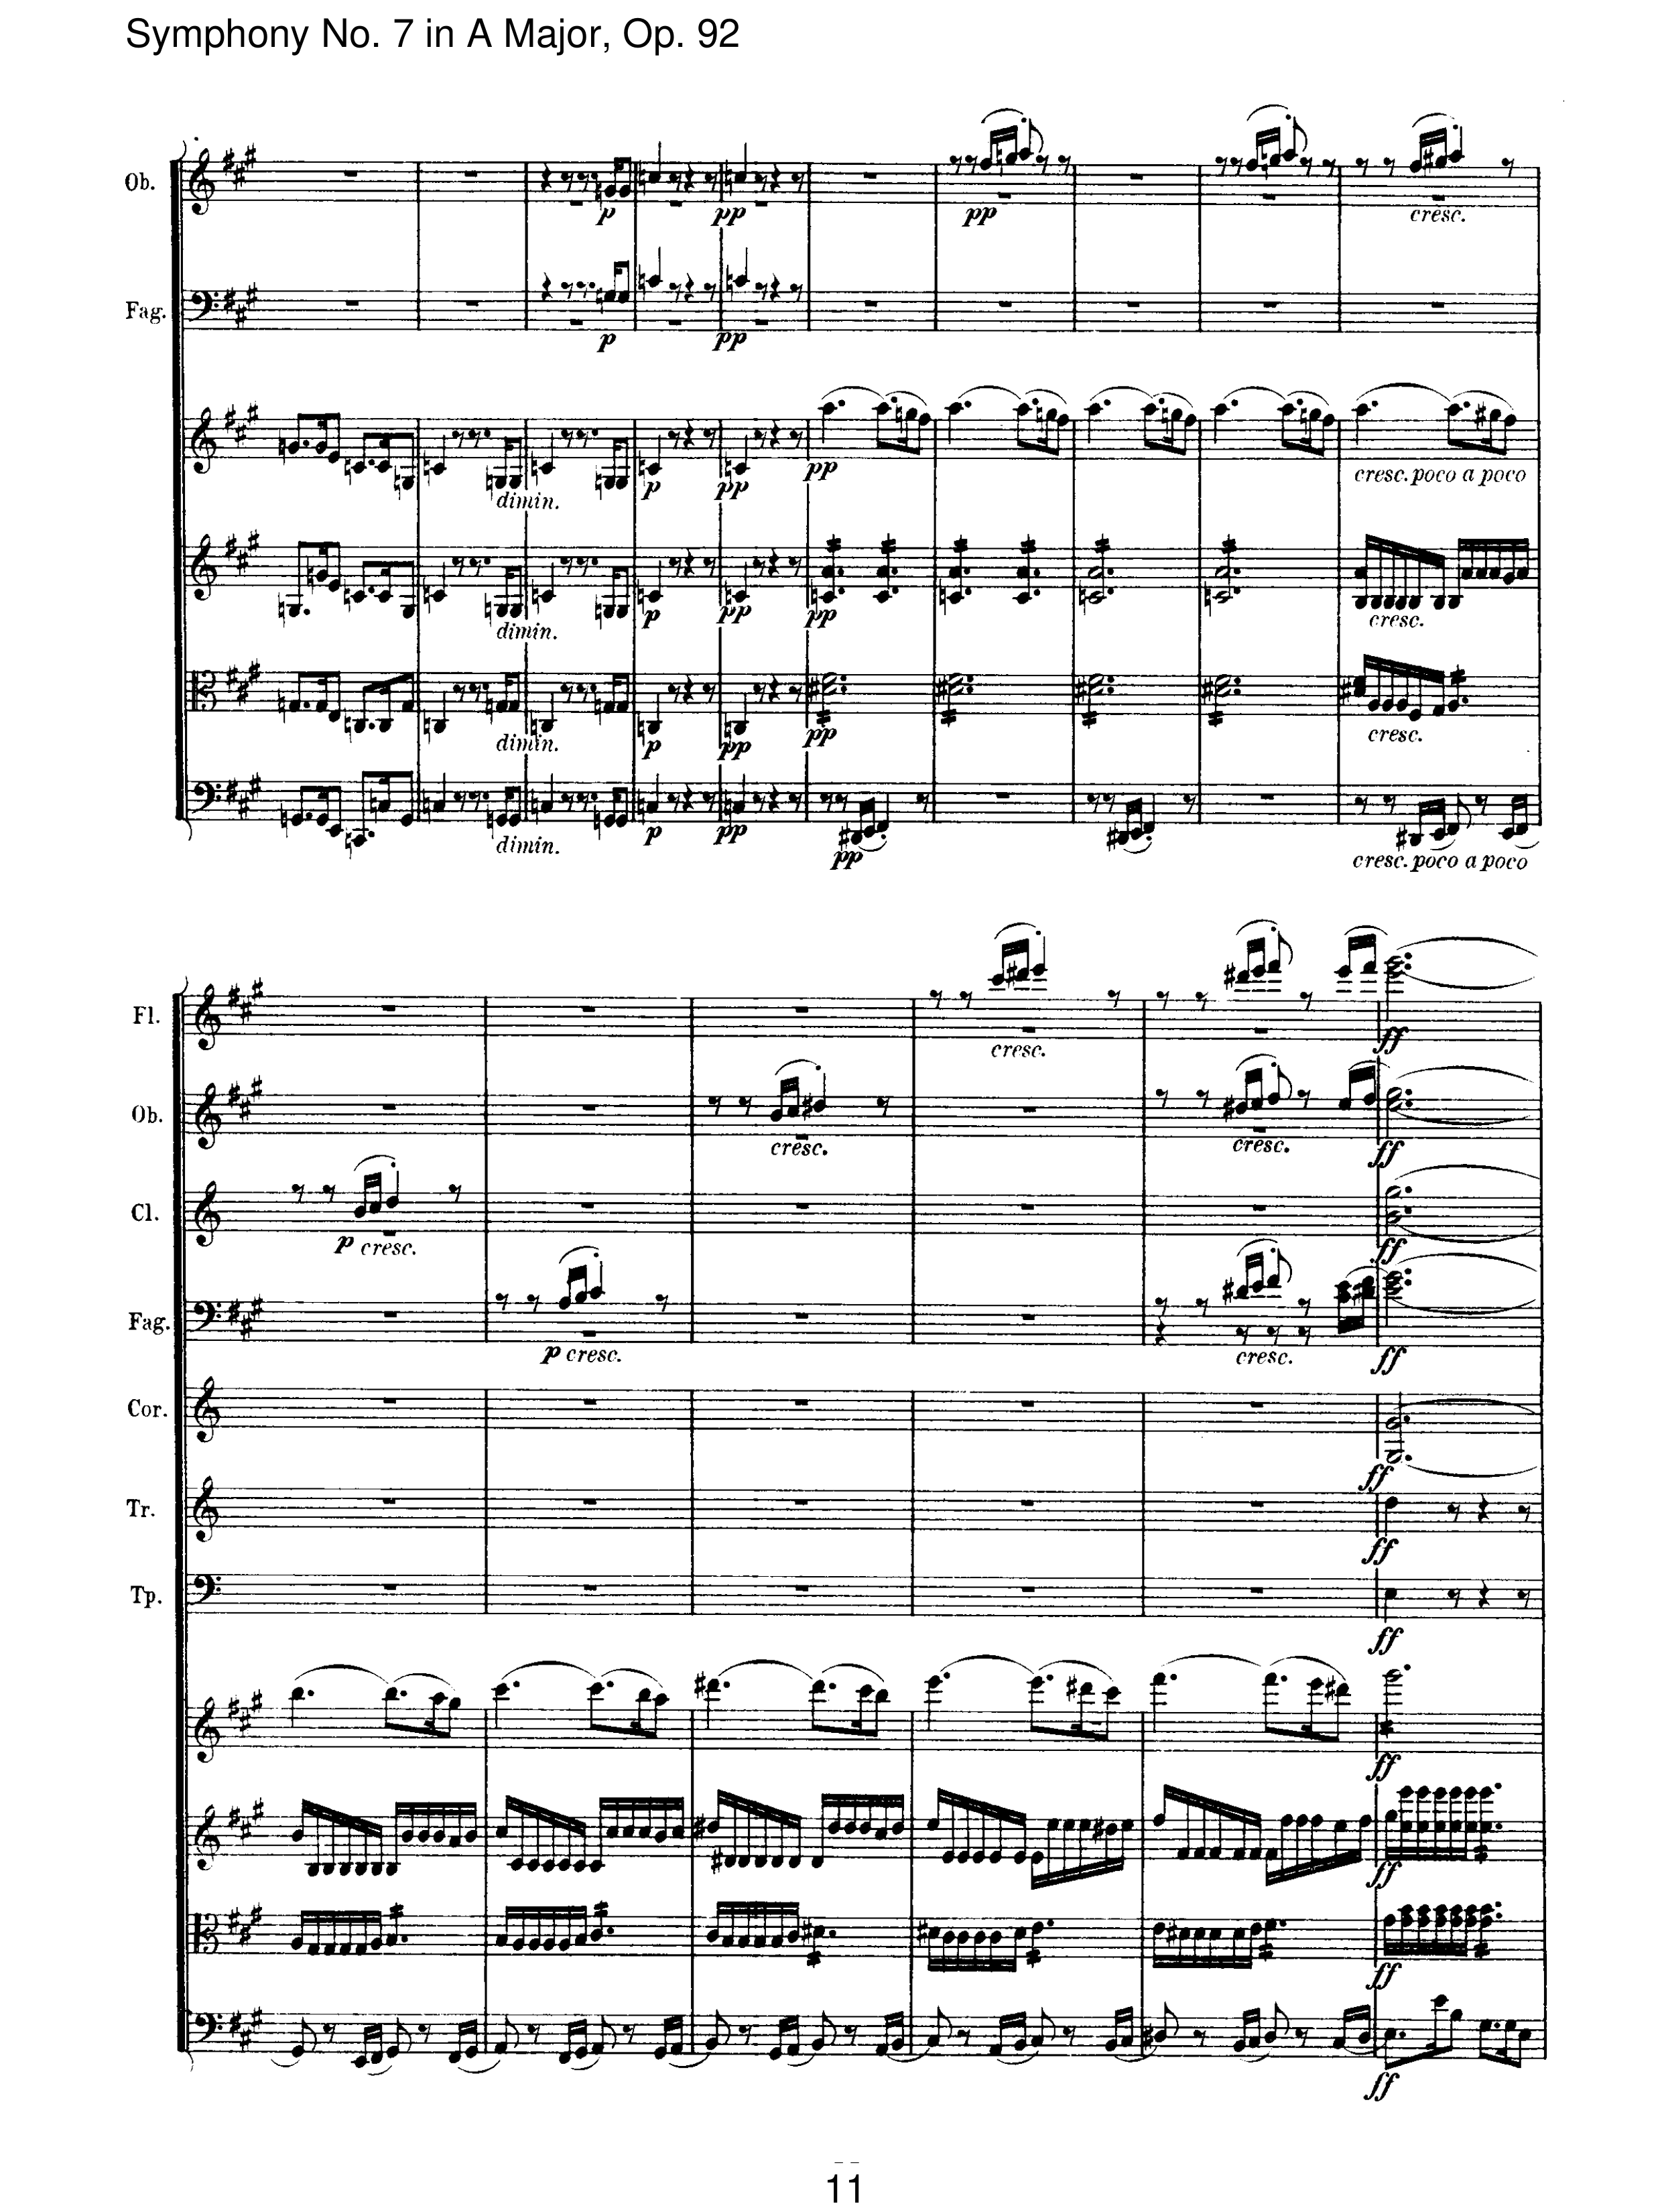 Symphony No. 7 in A Major, Op. 92
Ob.
p pp pp cresc.
Fag.
p pp
dimin. p pp pp cresc. poco a poco
dimin. p pp pp cresc.
dimin. p pp pp cresc.
dimin. p pp pp cresc. poco a poco
Fl.
cresc. ff
Ob.
cresc. cresc. ff
Cl.
p cresc. ff
Fag.
p cresc. cresc. ff
Cor.
ff
Tr.
ff
Tp.
ff
ff
ff
ff
ff
11